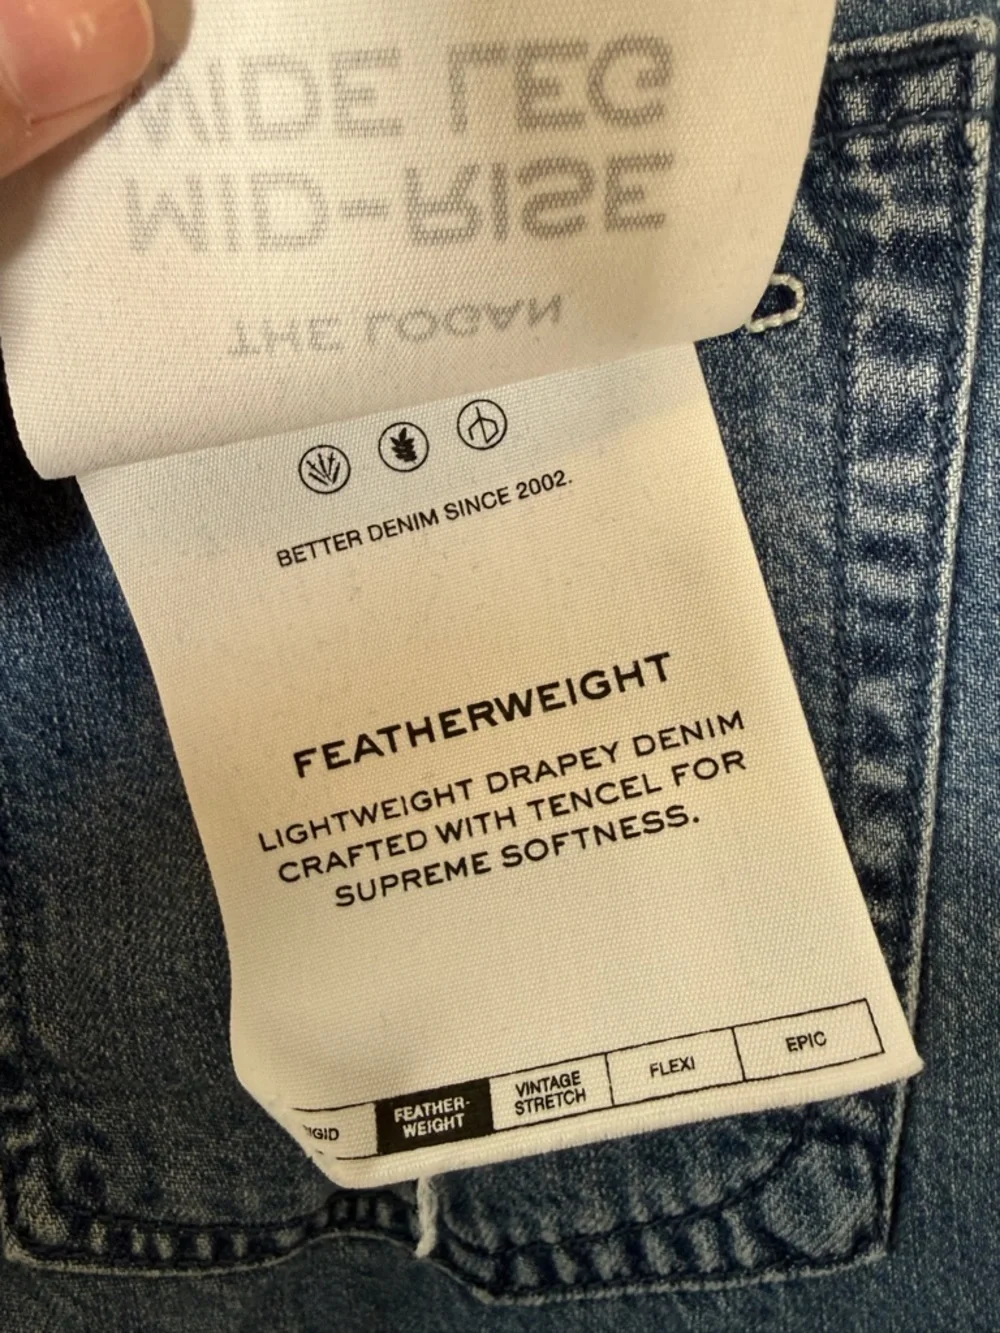 WIDE LEG
MID-RISE
THE LOGAN
BETTER DENIM SINCE 2002.
FEATHERWEIGHT
LIGHTWEIGHT DRAPEY DENIM
CRAFTED WITH TENCEL FOR
SUPREME SOFTNESS.
FEATHER-
WEIGHT
VINTAGE
STRETCH
FLEXI
EPIC